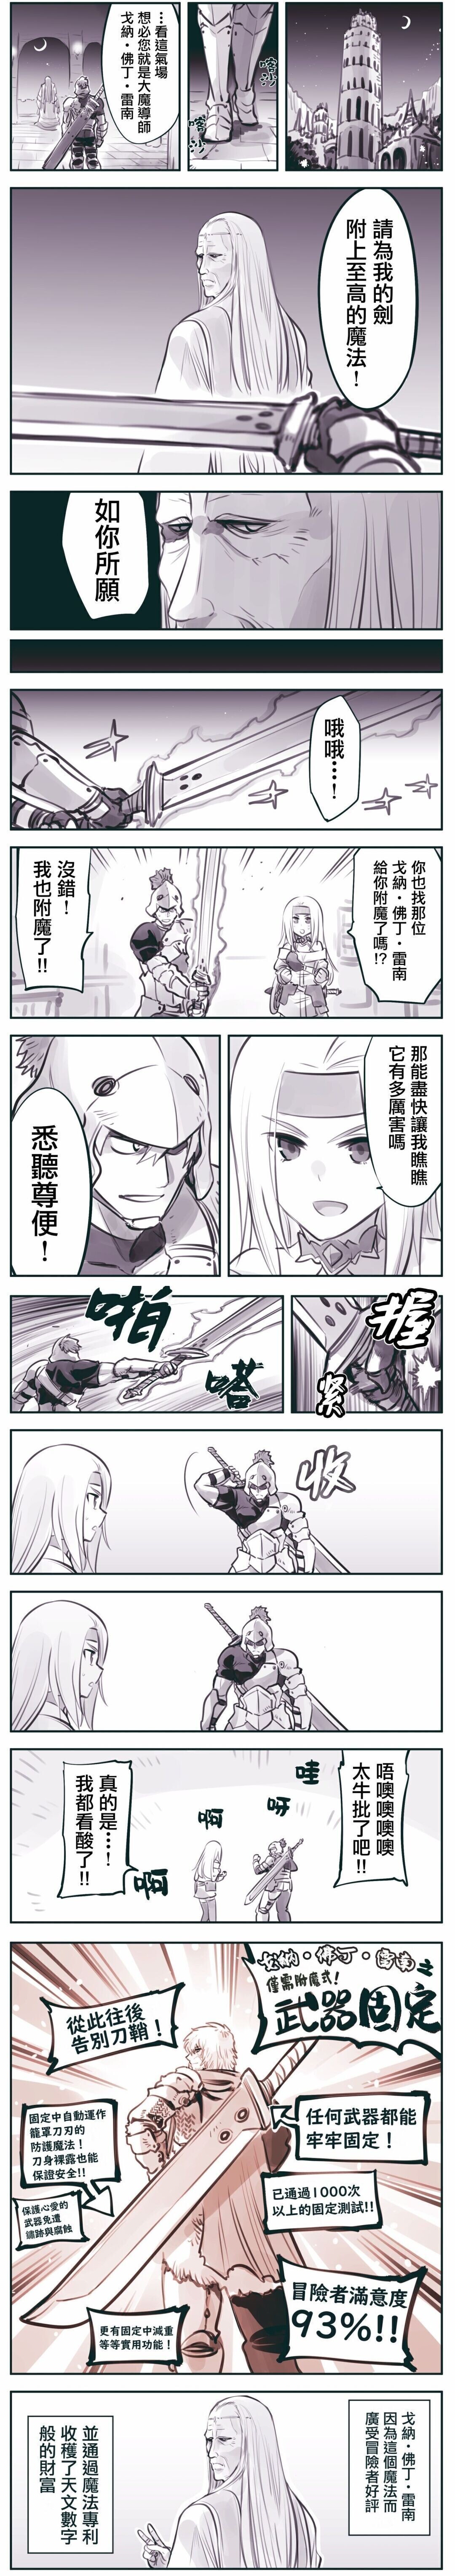 喀
沙
喀
沙
…看這氣場
想必您就是大魔導師
戈納・佛丁・雷南
請為我的劍
附上至高的魔法！
如你所願
哦哦…！
你也找那位
戈納・佛丁・雷南
給你附魔了嗎!?
沒錯！
我也附魔了!!
那能盡快讓我瞧瞧
它有多厲害嗎
悉聽尊便！
握
緊
啪
嗒
收
唔噢噢噢噢
太牛批了吧!!
哇
呀
啊
啊
真的是…！
我都看酸了!!
戈納・佛丁・雷南之
僅需附魔式！
武器固定
從此往後
告別刀鞘！
任何武器都能
牢牢固定！
固定中自動運作
籠罩刀刃的
防護魔法！
刀身裸露也能
保證安全!!
已通過1000次
以上的固定測試!!
保護心愛的
武器免遭
鏽跡與腐蝕
冒險者滿意度
93%!!
更有固定中減重
等等實用功能！
戈納・佛丁・雷南
因為這個魔法而
廣受冒險者好評
並通過魔法專利
收穫了天文數字
般的財富